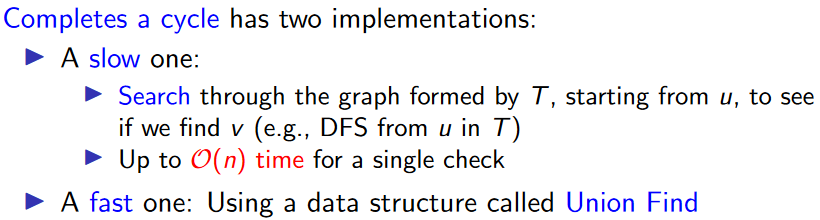 Completes a cycle has two implementations:
▶ A slow one:
▶ Search through the graph formed by T, starting from u, to see
if we find v (e.g., DFS from u in T)
▶ Up to 𝒪(n) time for a single check
▶ A fast one: Using a data structure called Union Find